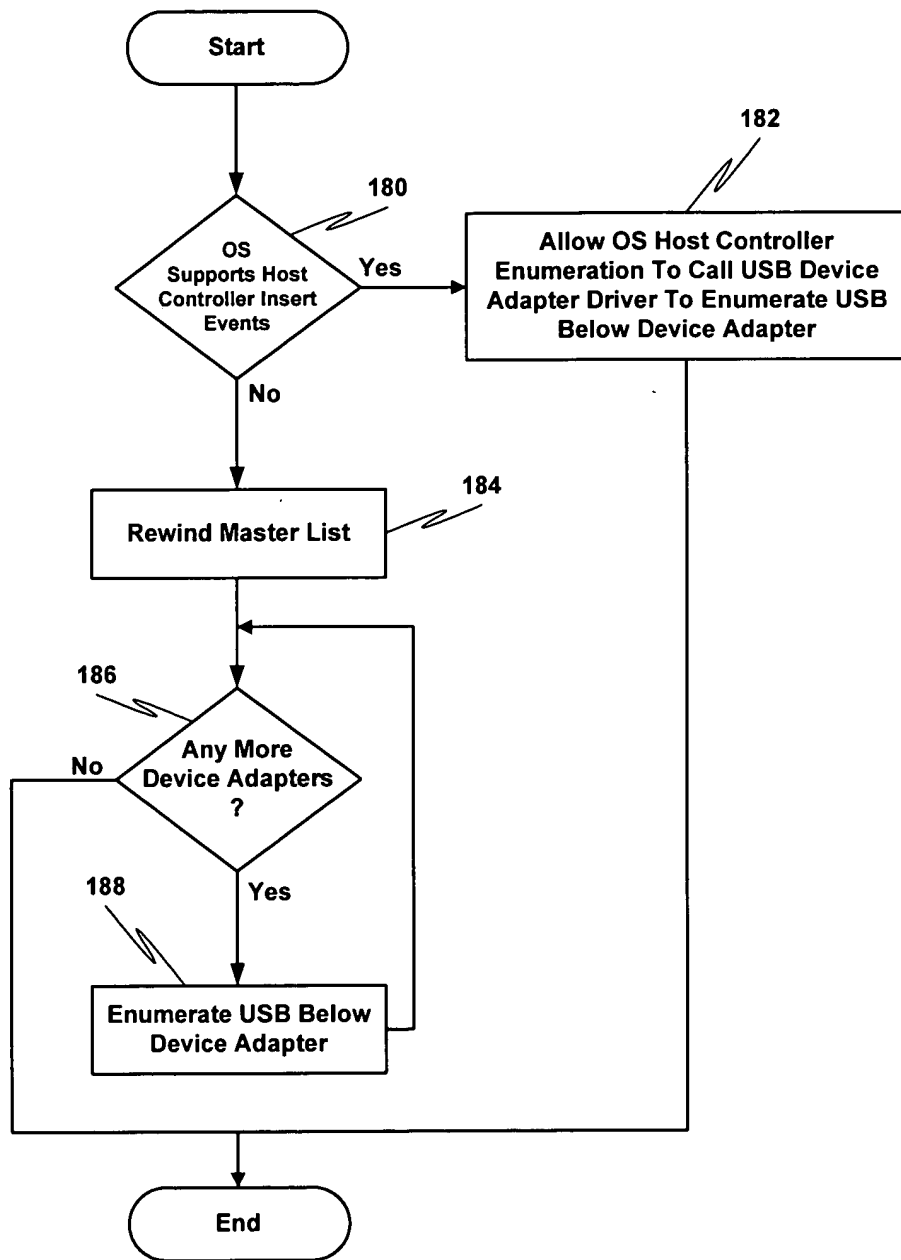 Start
180
OS
Supports Host
Controller Insert
Events
Yes
No
182
Allow OS Host Controller
Enumeration To Call USB Device
Adapter Driver To Enumerate USB
Below Device Adapter
184
Rewind Master List
186
Any More
Device Adapters
?
No
Yes
188
Enumerate USB Below
Device Adapter
End